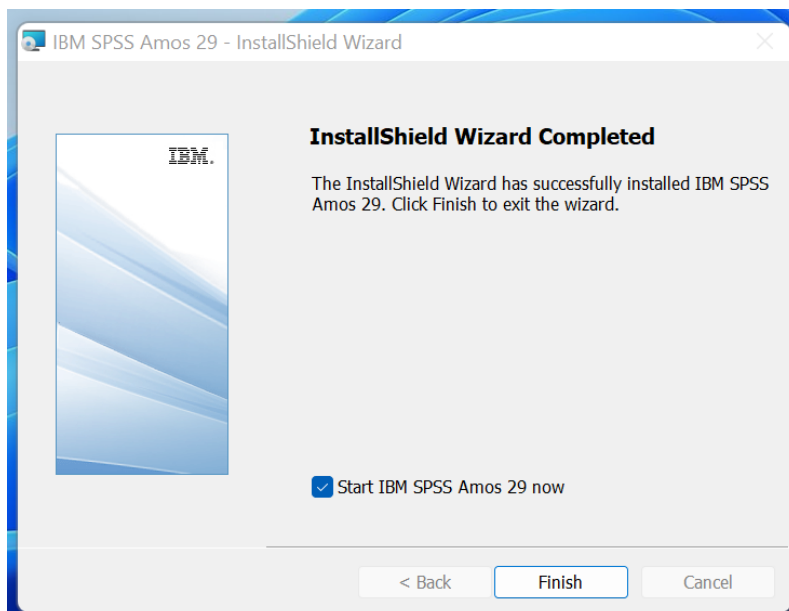 IBM SPSS Amos 29 - InstallShield Wizard
IBM.
InstallShield Wizard Completed
The InstallShield Wizard has successfully installed IBM SPSS
Amos 29. Click Finish to exit the wizard.
Start IBM SPSS Amos 29 now
< Back
Finish
Cancel